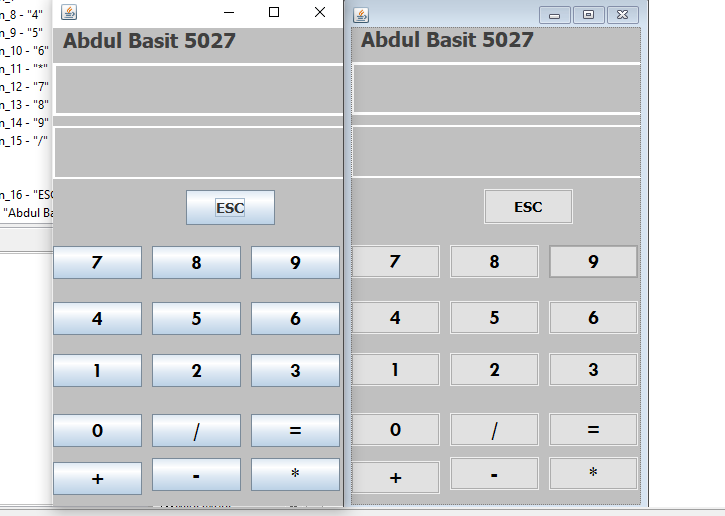 n_8 - "4"
n_9 - "5"
n_10 - "6"
n_11 - "*"
n_12 - "7"
n_13 - "8"
n_14 - "9"
n_15 - "/"
n_16 - "ESC
"Abdul Ba
Abdul Basit 5027
ESC
7 8 9
4 5 6
1 2 3
0 / =
+ - *
Abdul Basit 5027
ESC
7 8 9
4 5 6
1 2 3
0 / =
+ - *